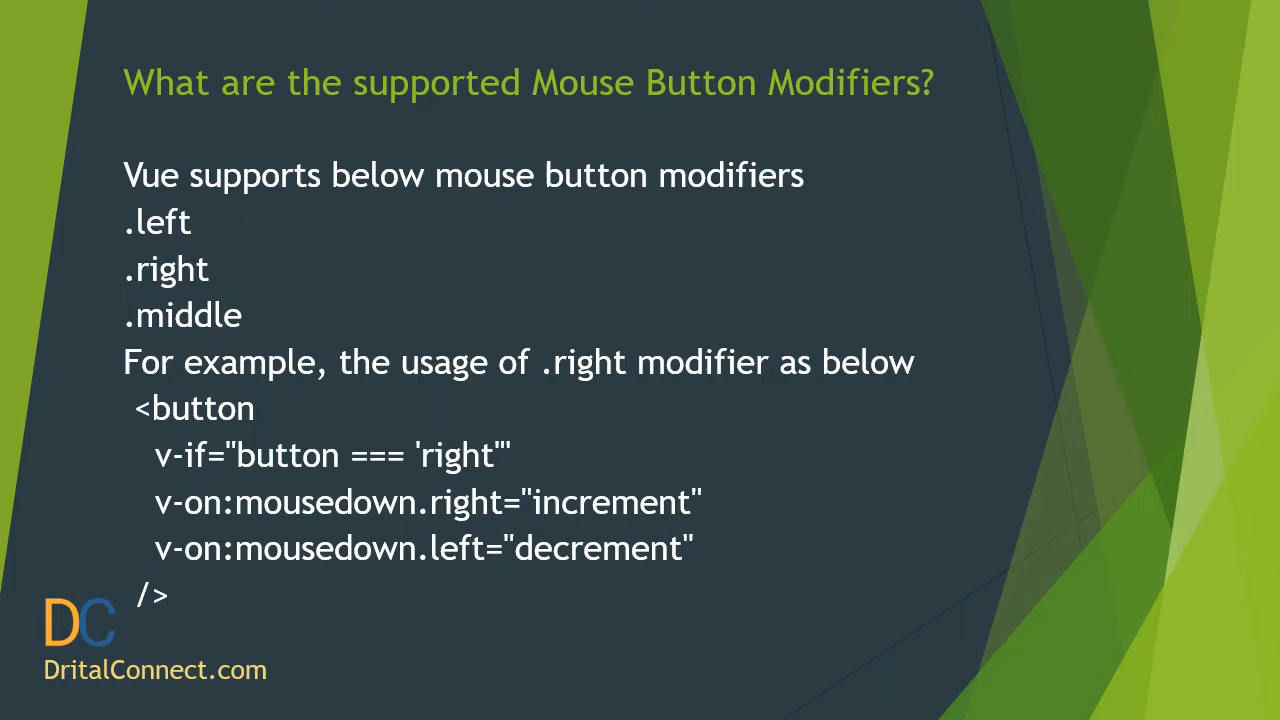 What are the supported Mouse Button Modifiers?
Vue supports below mouse button modifiers
.left
.right
.middle
For example, the usage of .right modifier as below
<button
v-if="button === 'right'"
v-on:mousedown.right="increment"
v-on:mousedown.left="decrement"
/>
DC
DritalConnect.com